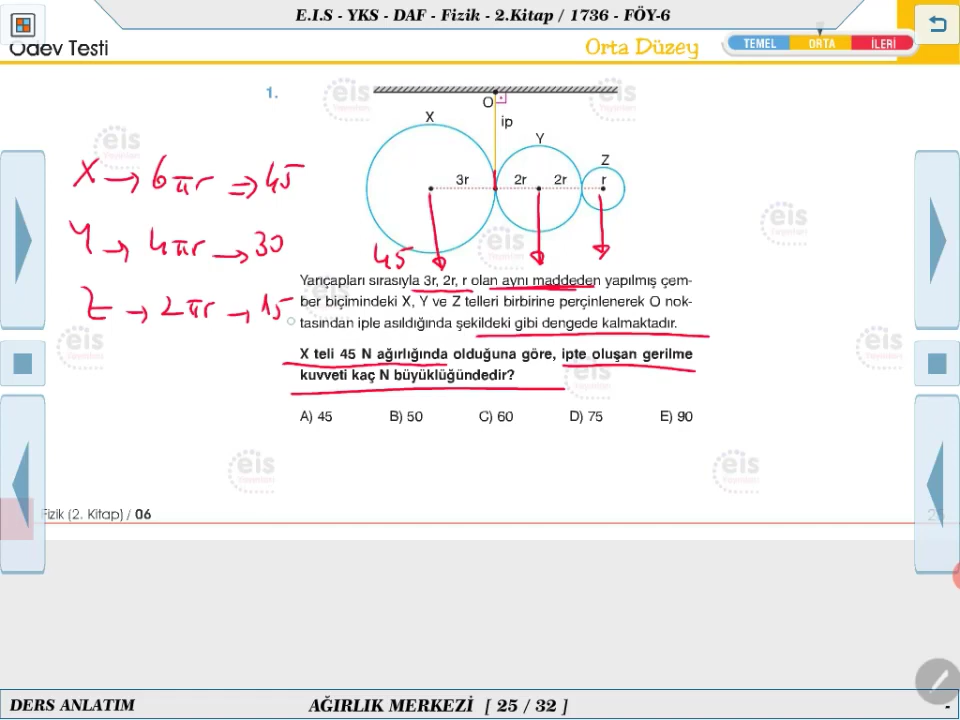 E.I.S - YKS - DAF - Fizik - 2.Kitap / 1736 - FÖY-6
Ödev Testi
Orta Düzey
TEMEL ORTA İLERİ
1.
O
ip
X
Y
Z
3r 2r 2r r
X → 6πr ⇒ 45
Y → 4πr → 30
Z → 2πr → 15
45
Yarıçapları sırasıyla 3r, 2r, r olan aynı maddeden yapılmış çem-
ber biçimindeki X, Y ve Z telleri birbirine perçinlenerek O nok-
tasından iple asıldığında şekildeki gibi dengede kalmaktadır.
X teli 45 N ağırlığında olduğuna göre, ipte oluşan gerilme
kuvveti kaç N büyüklüğündedir?
A) 45 B) 50 C) 60 D) 75 E) 90
eis
Yayınları
Fizik (2. Kitap) / 06
DERS ANLATIM
AĞIRLIK MERKEZİ [ 25 / 32 ]
-